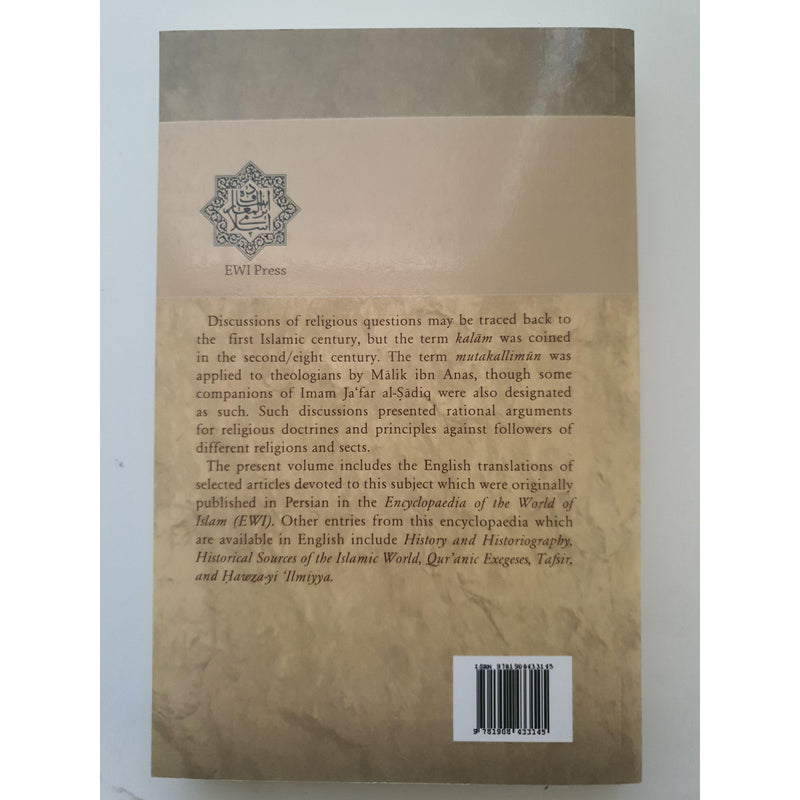 بنیاد دائرة المعارف اسلامی
EWI Press
Discussions of religious questions may be traced back to
the first Islamic century, but the term kalām was coined
in the second/eight century. The term mutakallimún was
applied to theologians by Mālik ibn Anas, though some
companions of Imam Ja‘far al-Ṣādiq were also designated
as such. Such discussions presented rational arguments
for religious doctrines and principles against followers of
different religions and sects.
The present volume includes the English translations of
selected articles devoted to this subject which were originally
published in Persian in the Encyclopaedia of the World of
Islam (EWI). Other entries from this encyclopaedia which
are available in English include History and Historiography,
Historical Sources of the Islamic World, Qur'anic Exegeses, Tafsir,
and Ḥawza-yi 'Ilmiyya.
ISBN 9781908433145
9 781908 433145